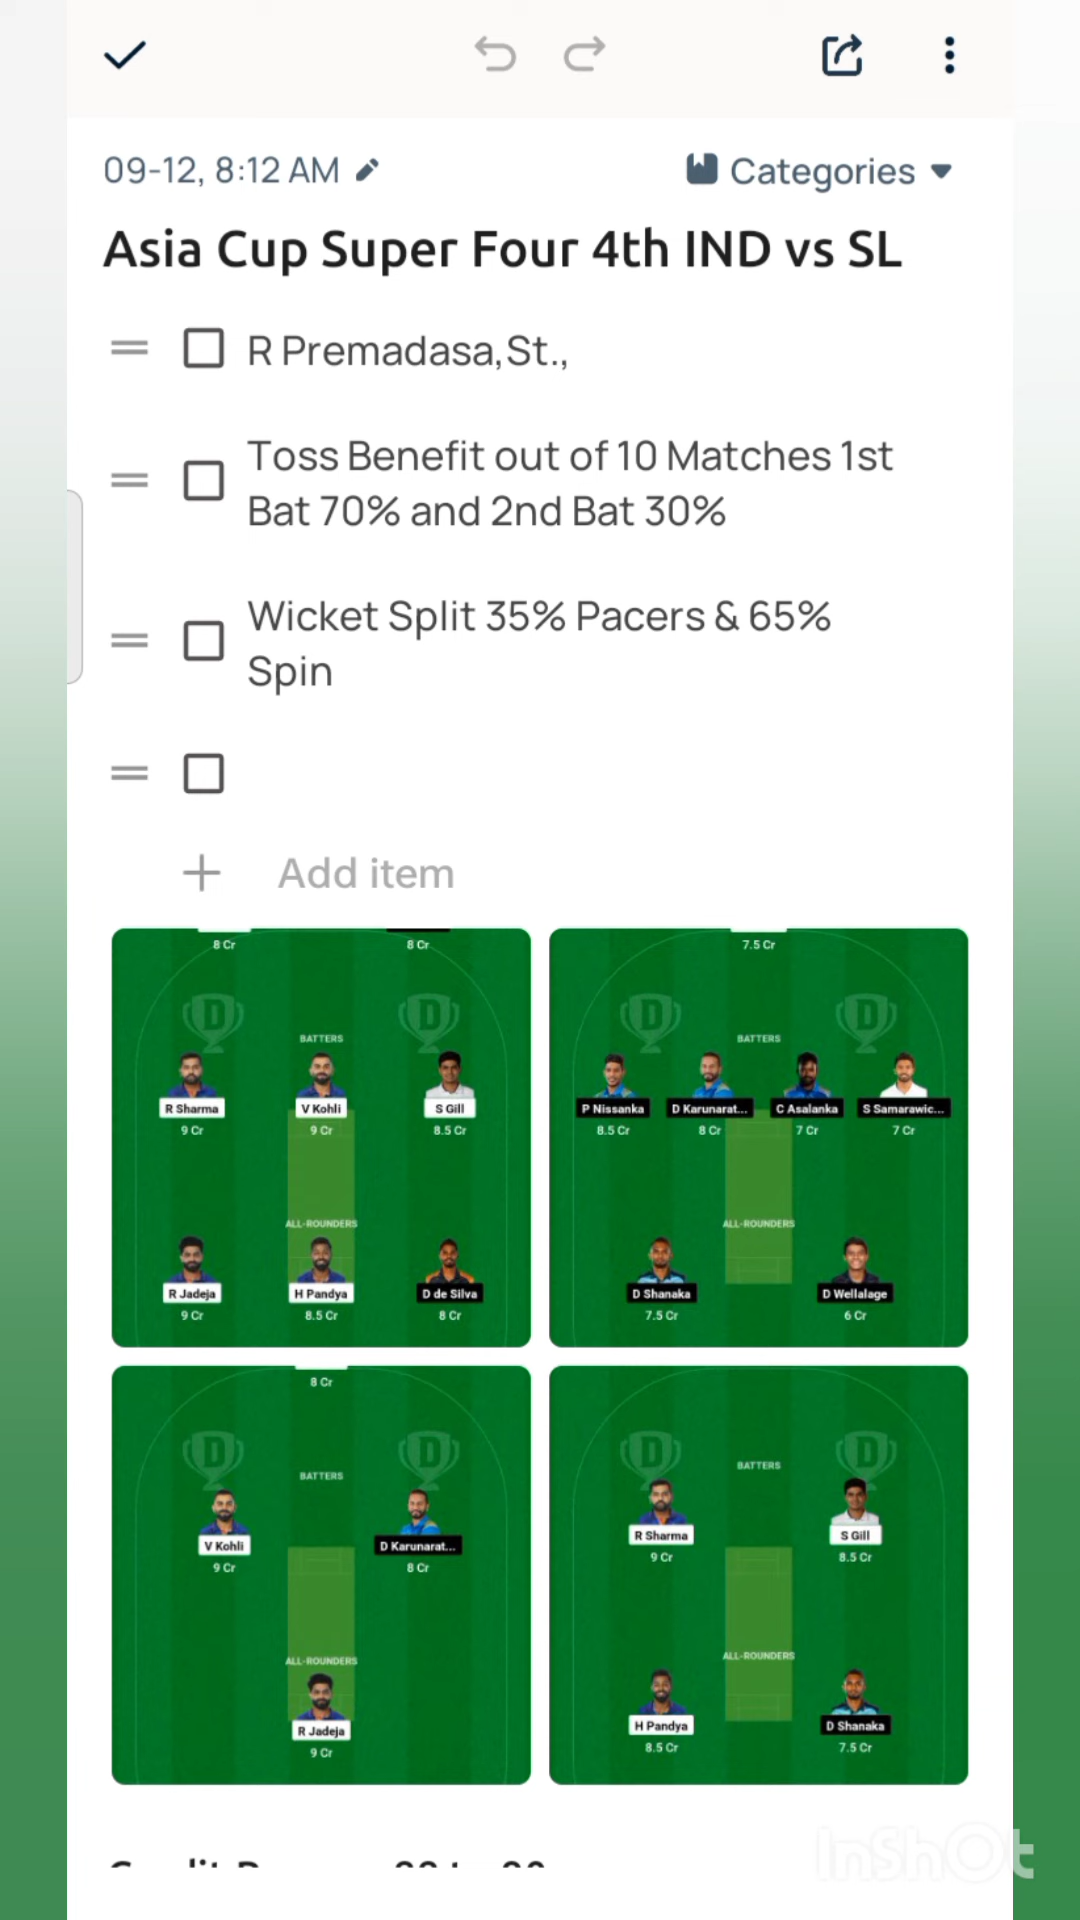 09-12, 8:12 AM
Categories
Asia Cup Super Four 4th IND vs SL
R Premadasa,St.,
Toss Benefit out of 10 Matches 1st
Bat 70% and 2nd Bat 30%
Wicket Split 35% Pacers & 65%
Spin
Add item
8 Cr 8 Cr
BATTERS
R Sharma V Kohli S Gill
9 Cr 9 Cr 8.5 Cr
ALL-ROUNDERS
R Jadeja H Pandya D de Silva
9 Cr 8.5 Cr 8 Cr
7.5 Cr
BATTERS
P Nissanka D Karunarat... C Asalanka S Samarawic...
8.5 Cr 8 Cr 7 Cr 7 Cr
ALL-ROUNDERS
D Shanaka D Wellalage
7.5 Cr 6 Cr
8 Cr
BATTERS
V Kohli D Karunarat...
9 Cr 8 Cr
ALL-ROUNDERS
R Jadeja
9 Cr
BATTERS
R Sharma S Gill
9 Cr 8.5 Cr
ALL-ROUNDERS
H Pandya D Shanaka
8.5 Cr 7.5 Cr
InShOt